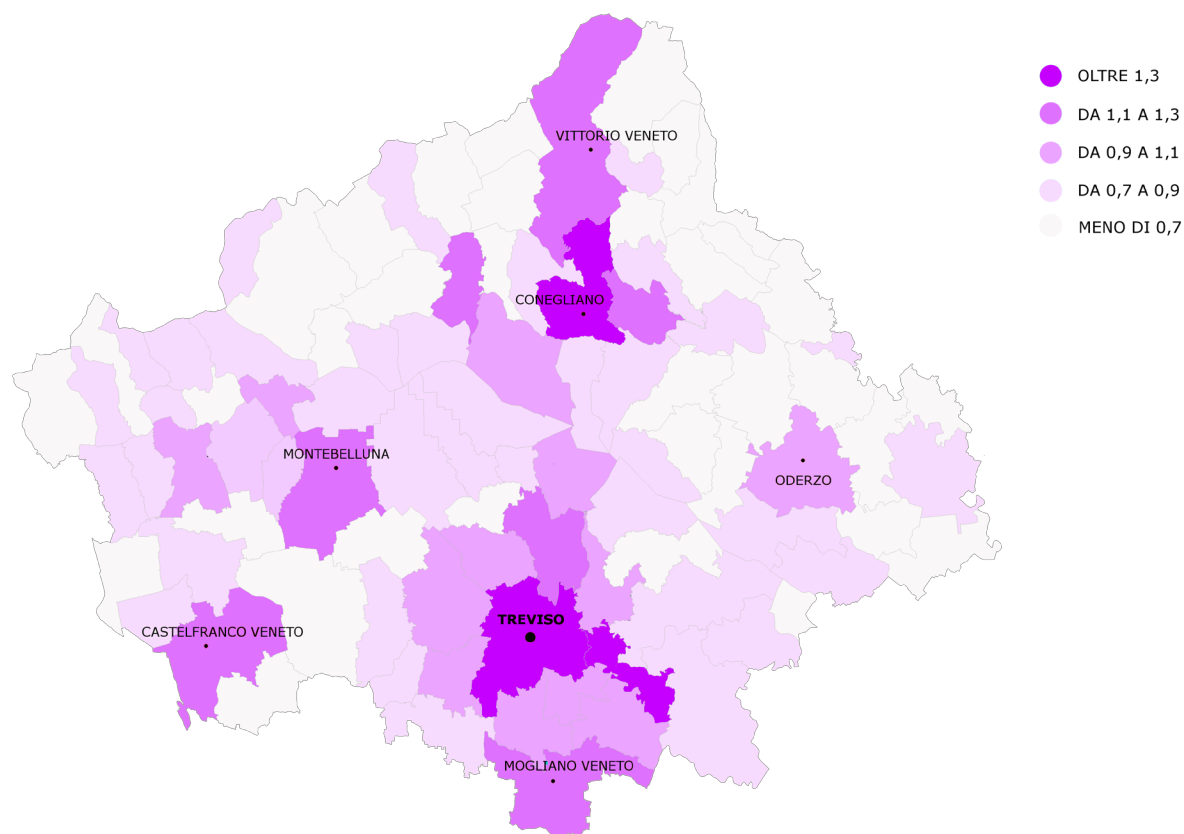 OLTRE 1,3
DA 1,1 A 1,3
VITTORIO VENETO
DA 0,9 A 1,1
DA 0,7 A 0,9
MENO DI 0,7
CONEGLIANO
MONTEBELLUNA
ODERZO
TREVISO
CASTELFRANCO VENETO
MOGLIANO VENETO